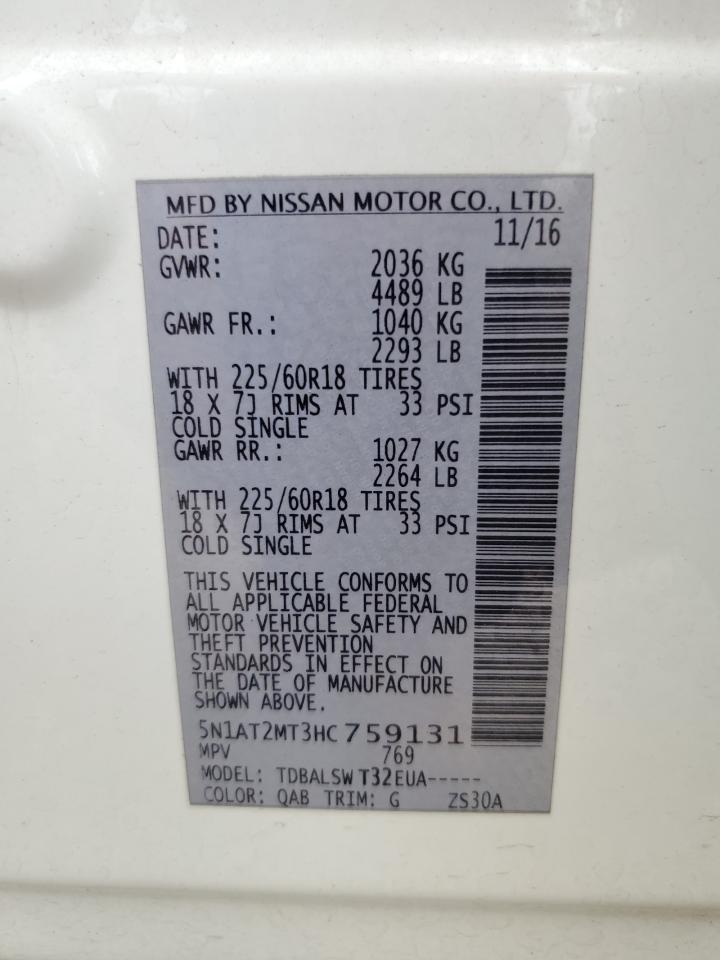 MFD BY NISSAN MOTOR CO., LTD.
DATE: 11/16
GVWR: 2036 KG
4489 LB
GAWR FR.: 1040 KG
2293 LB
WITH 225/60R18 TIRES
18 X 7J RIMS AT 33 PSI
COLD SINGLE
GAWR RR.: 1027 KG
2264 LB
WITH 225/60R18 TIRES
18 X 7J RIMS AT 33 PSI
COLD SINGLE
THIS VEHICLE CONFORMS TO
ALL APPLICABLE FEDERAL
MOTOR VEHICLE SAFETY AND
THEFT PREVENTION
STANDARDS IN EFFECT ON
THE DATE OF MANUFACTURE
SHOWN ABOVE.
5N1AT2MT3HC759131
MPV 769
MODEL: TDBALSW T32EUA-----
COLOR: QAB TRIM: G ZS30A